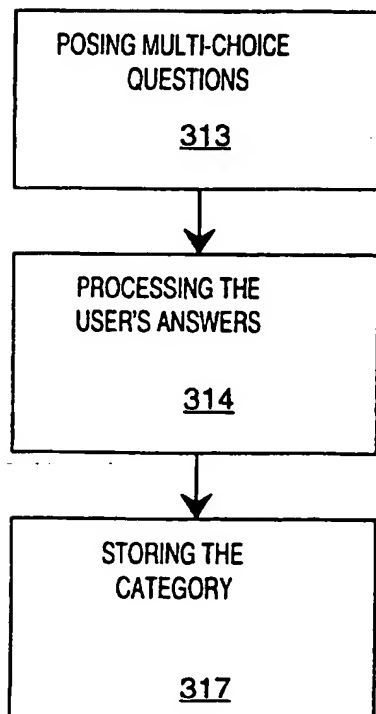 POSING MULTI-CHOICE
QUESTIONS
313
PROCESSING THE
USER'S ANSWERS
314
STORING THE
CATEGORY
317